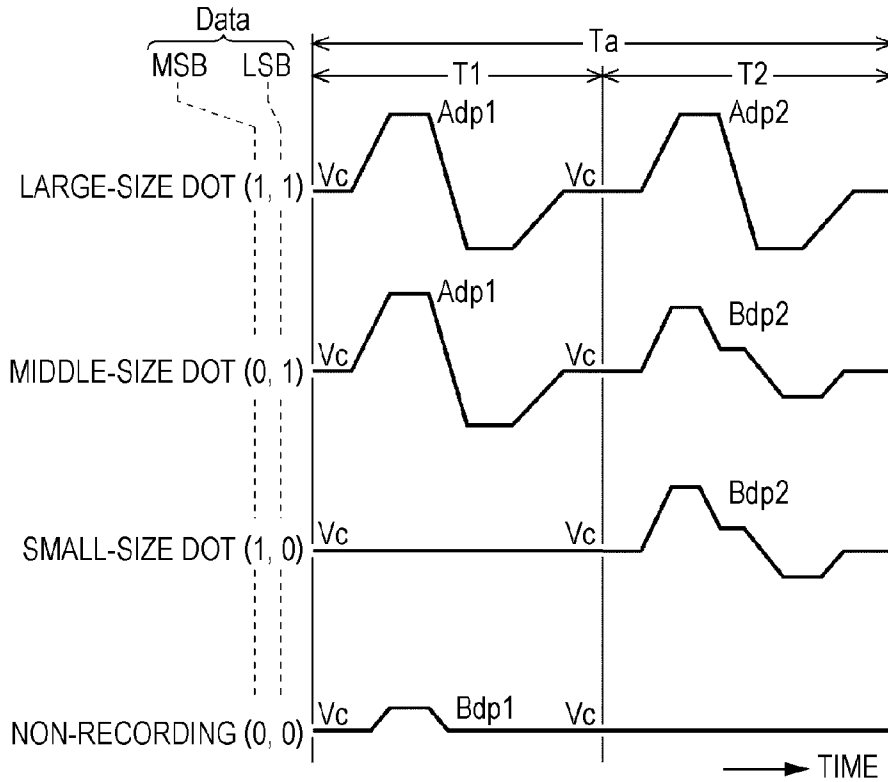 Data
MSB LSB
Ta
T1 T2
Adp1 Adp2
Vc Vc
LARGE-SIZE DOT (1, 1)
Adp1
Bdp2
Vc Vc
MIDDLE-SIZE DOT (0, 1)
Bdp2
Vc Vc
SMALL-SIZE DOT (1, 0)
Vc Bdp1 Vc
NON-RECORDING (0, 0)
TIME